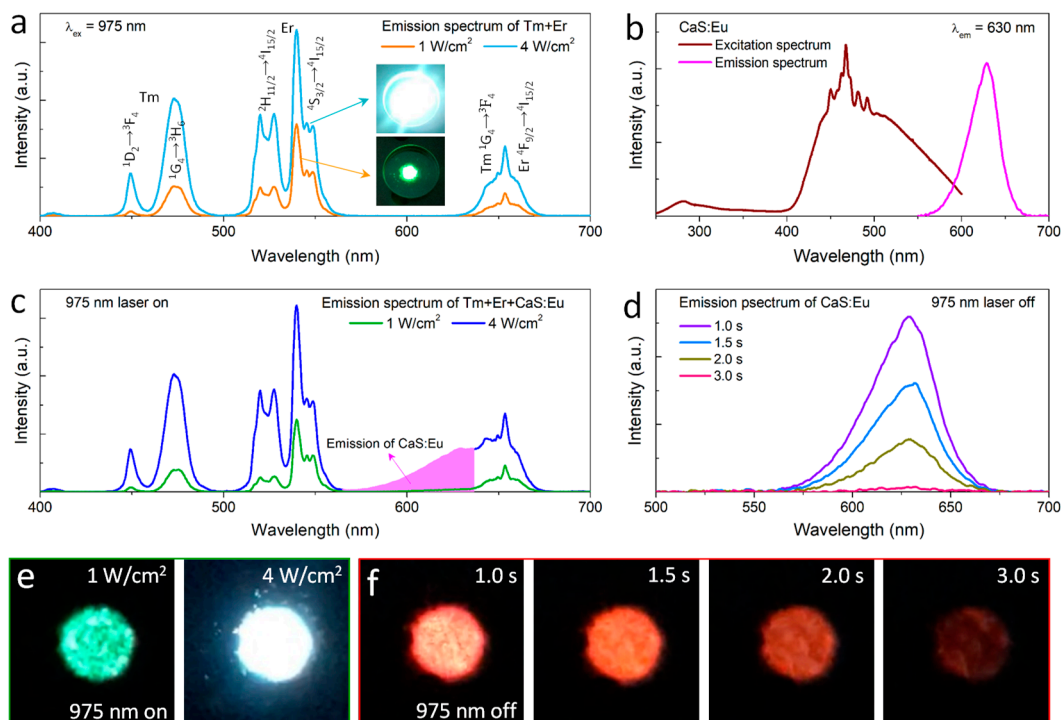 a
λex = 975 nm
Emission spectrum of Tm+Er
1 W/cm²
4 W/cm²
Er
Tm
¹D₂→³F₄
¹G₄→³H₆
²H₁₁/₂→⁴I₁₅/₂
⁴S₃/₂→⁴I₁₅/₂
Tm ¹G₄→³F₄
Er ⁴F₉/₂→⁴I₁₅/₂
Intensity (a.u.)
400 500 600 700
Wavelength (nm)
b
CaS:Eu
λem = 630 nm
Excitation spectrum
Emission spectrum
Intensity (a.u.)
300 400 500 600 700
Wavelength (nm)
c
975 nm laser on
Emission spectrum of Tm+Er+CaS:Eu
1 W/cm²
4 W/cm²
Emission of CaS:Eu
Intensity (a.u.)
400 500 600 700
Wavelength (nm)
d
Emission psectrum of CaS:Eu
975 nm laser off
1.0 s
1.5 s
2.0 s
3.0 s
Intensity (a.u.)
500 550 600 650 700
Wavelength (nm)
e
1 W/cm²
4 W/cm²
975 nm on
f
1.0 s
1.5 s
2.0 s
3.0 s
975 nm off